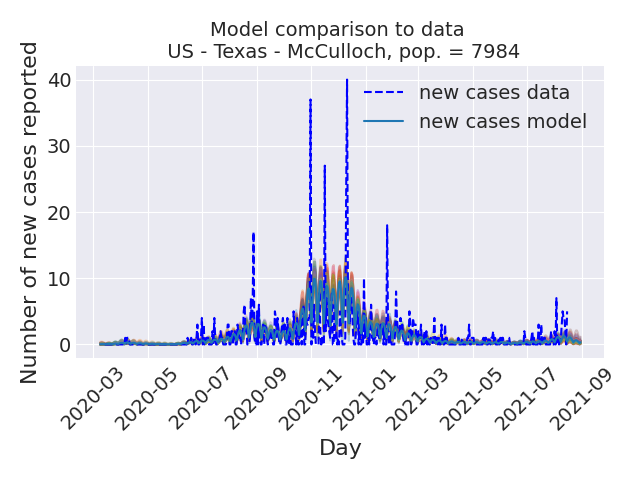 Model comparison to data
US - Texas - McCulloch, pop. = 7984
Number of new cases reported
40
30
20
10
0
new cases data
new cases model
2020-03
2020-05
2020-07
2020-09
2020-11
2021-01
2021-03
2021-05
2021-07
2021-09
Day